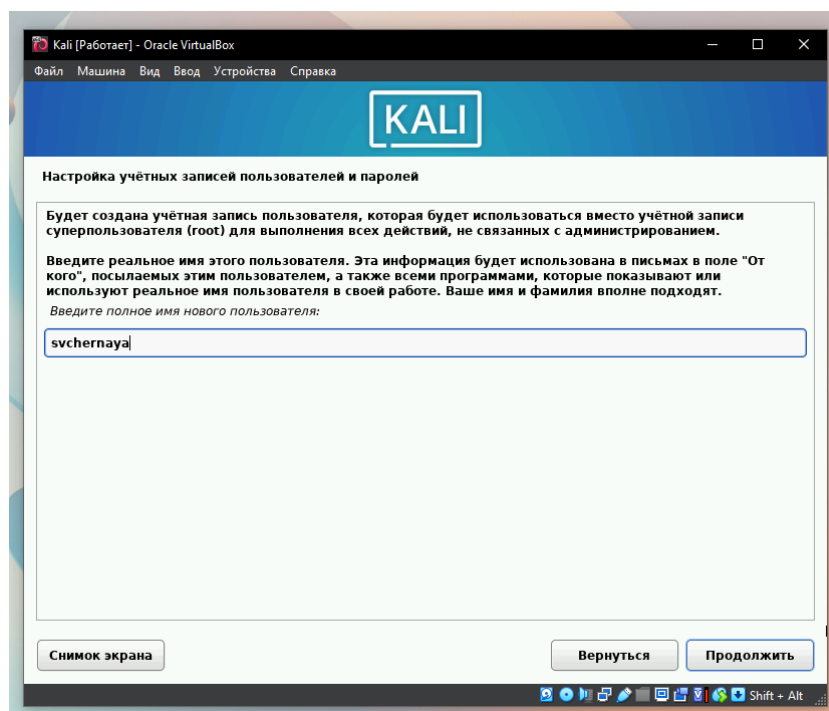 Kali [Работает] - Oracle VirtualBox
Файл Машина Вид Ввод Устройства Справка
KALI
Настройка учётных записей пользователей и паролей
Будет создана учётная запись пользователя, которая будет использоваться вместо учётной записи
суперпользователя (root) для выполнения всех действий, не связанных с администрированием.
Введите реальное имя этого пользователя. Эта информация будет использована в письмах в поле "От
кого", посылаемых этим пользователем, а также всеми программами, которые показывают или
используют реальное имя пользователя в своей работе. Ваше имя и фамилия вполне подходят.
Введите полное имя нового пользователя:
svchernaya
Снимок экрана Вернуться Продолжить
Shift + Alt